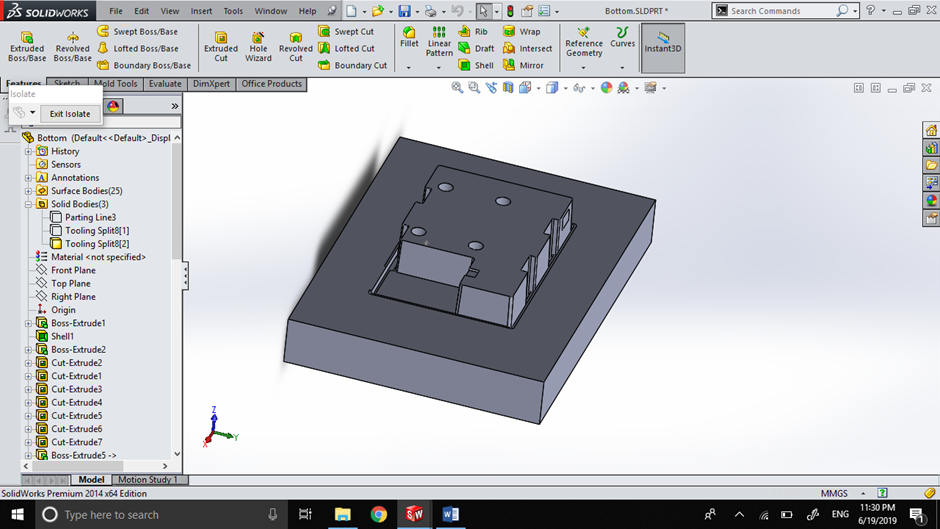 SOLIDWORKS File Edit View Insert Tools Window Help Bottom.SLDPRT * Search Commands
Extruded Boss/Base Revolved Boss/Base Swept Boss/Base Lofted Boss/Base Boundary Boss/Base Extruded Cut Hole Wizard Revolved Cut Swept Cut Lofted Cut Boundary Cut Fillet Linear Pattern Rib Draft Shell Wrap Intersect Mirror Reference Geometry Curves Instant3D
Features Sketch Mold Tools Evaluate DimXpert Office Products
Isolate
Exit Isolate
Bottom (Default<<Default>_Displ
History
Sensors
Annotations
Surface Bodies(25)
Solid Bodies(3)
Parting Line3
Tooling Split8[1]
Tooling Split8[2]
Material <not specified>
Front Plane
Top Plane
Right Plane
Origin
Boss-Extrude1
Shell1
Boss-Extrude2
Cut-Extrude2
Cut-Extrude1
Cut-Extrude3
Cut-Extrude4
Cut-Extrude5
Cut-Extrude6
Cut-Extrude7
Boss-Extrude5 ->
Z
Y
X
Model Motion Study 1
SolidWorks Premium 2014 x64 Edition MMGS
Type here to search ENG 11:30 PM
6/19/2019 1